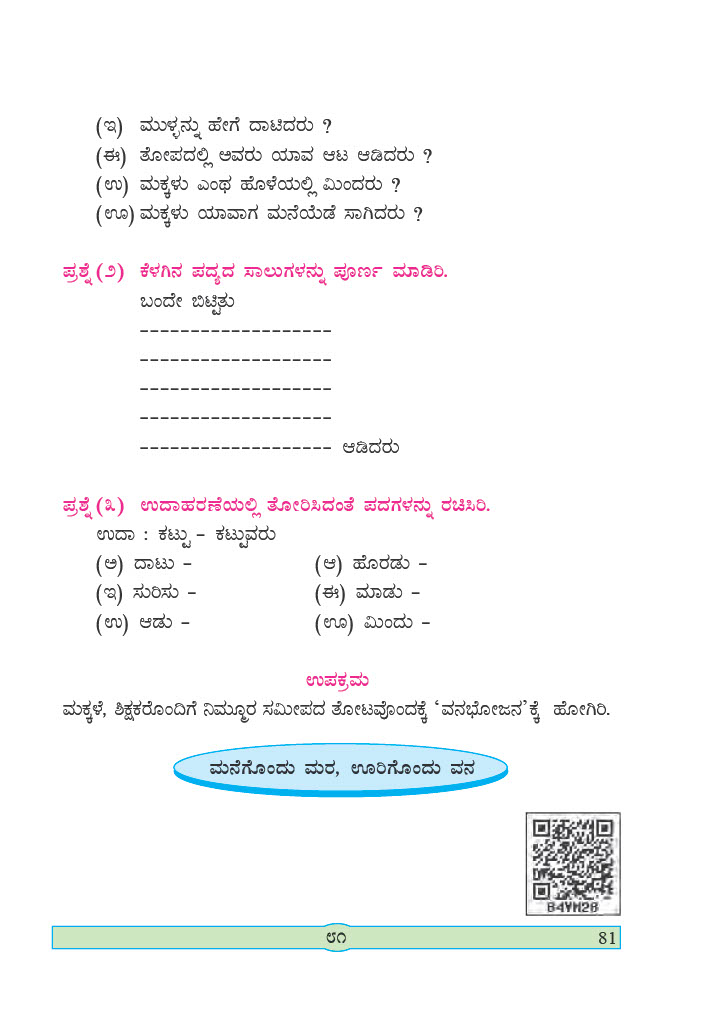 (ಇ) ಮುಳ್ಳನ್ನು ಹೇಗೆ ದಾಟಿದರು ?
(ಈ) ತೋಪದಲ್ಲಿ ಅವರು ಯಾವ ಆಟ ಆಡಿದರು ?
(ಉ) ಮಕ್ಕಳು ಎಂಥ ಹೊಳೆಯಲ್ಲಿ ಮಿಂದರು ?
(ಊ) ಮಕ್ಕಳು ಯಾವಾಗ ಮನೆಯೆಡೆ ಸಾಗಿದರು ?
ಪ್ರಶ್ನೆ (೨) ಕೆಳಗಿನ ಪದ್ಯದ ಸಾಲುಗಳನ್ನು ಪೂರ್ಣ ಮಾಡಿರಿ.
ಬಂದೇ ಬಿಟ್ಟಿತು
-------------------
-------------------
-------------------
-------------------
------------------- ಆಡಿದರು
ಪ್ರಶ್ನೆ (೩) ಉದಾಹರಣೆಯಲ್ಲಿ ತೋರಿಸಿದಂತೆ ಪದಗಳನ್ನು ರಚಿಸಿರಿ.
ಉದಾ : ಕಟ್ಟು – ಕಟ್ಟುವರು
(ಅ) ದಾಟು – (ಆ) ಹೊರಡು –
(ಇ) ಸುರಿಸು – (ಈ) ಮಾಡು –
(ಉ) ಆಡು – (ಊ) ಮಿಂದು –
ಉಪಕ್ರಮ
ಮಕ್ಕಳೆ, ಶಿಕ್ಷಕರೊಂದಿಗೆ ನಿಮ್ಮೂರ ಸಮೀಪದ ತೋಟವೊಂದಕ್ಕೆ ‘ವನಭೋಜನ’ಕ್ಕೆ ಹೋಗಿರಿ.
ಮನೆಗೊಂದು ಮರ, ಊರಿಗೊಂದು ವನ
B4YM2B
೮೧ 81